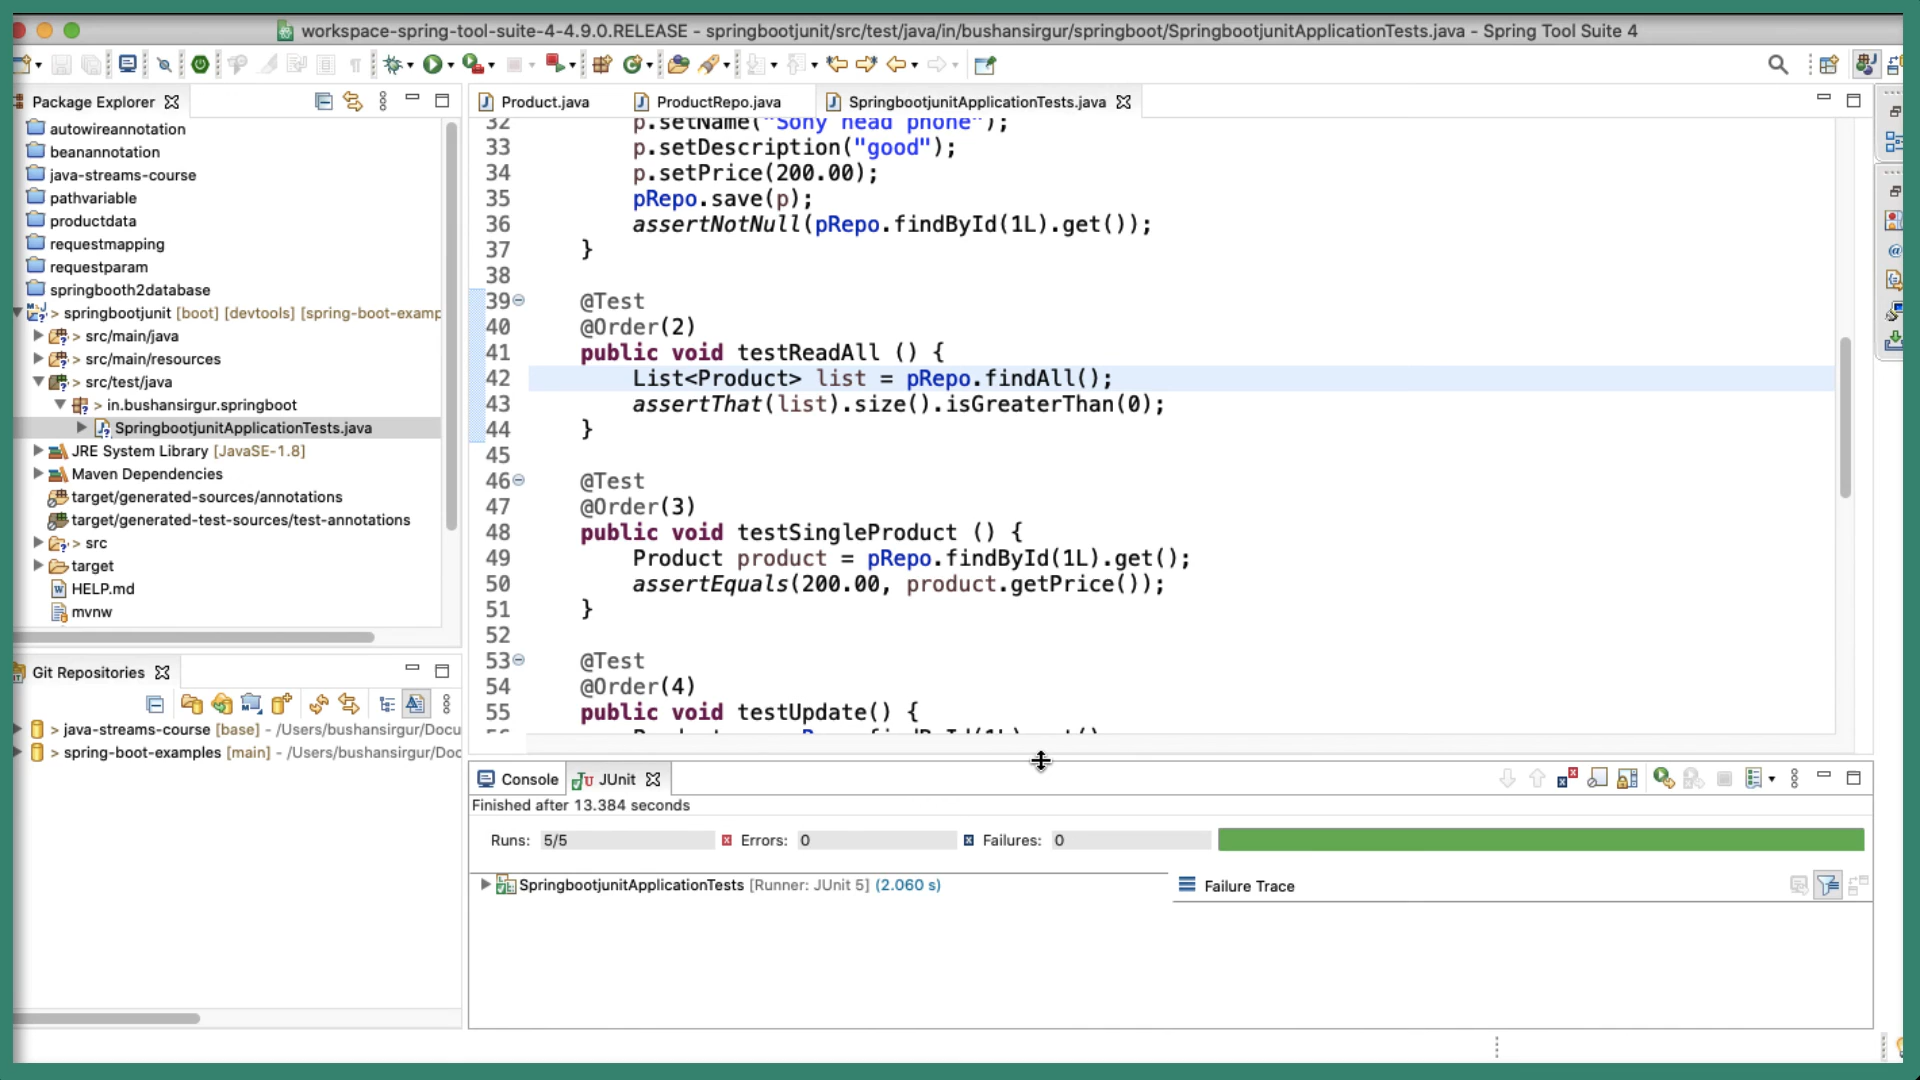 workspace-spring-tool-suite-4-4.9.0.RELEASE - springbootjunit/src/test/java/in/bushansirgur/springboot/SpringbootjunitApplicationTests.java - Spring Tool Suite 4
Package Explorer
autowireannotation
beanannotation
java-streams-course
pathvariable
productdata
requestmapping
requestparam
springbooth2database
> springbootjunit [boot] [devtools] [spring-boot-examp
> src/main/java
> src/main/resources
> src/test/java
> in.bushansirgur.springboot
SpringbootjunitApplicationTests.java
JRE System Library [JavaSE-1.8]
Maven Dependencies
target/generated-sources/annotations
target/generated-test-sources/test-annotations
> src
target
HELP.md
mvnw
Git Repositories
> java-streams-course [base] - /Users/bushansirgur/Docu
> spring-boot-examples [main] - /Users/bushansirgur/Doc
Product.java
ProductRepo.java
SpringbootjunitApplicationTests.java
32 p.setName("Sony head phone");
33 p.setDescription("good");
34 p.setPrice(200.00);
35 pRepo.save(p);
36 assertNotNull(pRepo.findById(1L).get());
37 }
38
39 @Test
40 @Order(2)
41 public void testReadAll () {
42 List<Product> list = pRepo.findAll();
43 assertThat(list).size().isGreaterThan(0);
44 }
45
46 @Test
47 @Order(3)
48 public void testSingleProduct () {
49 Product product = pRepo.findById(1L).get();
50 assertEquals(200.00, product.getPrice());
51 }
52
53 @Test
54 @Order(4)
55 public void testUpdate() {
Console
JUnit
Finished after 13.384 seconds
Runs: 5/5
Errors: 0
Failures: 0
SpringbootjunitApplicationTests [Runner: JUnit 5] (2.060 s)
Failure Trace